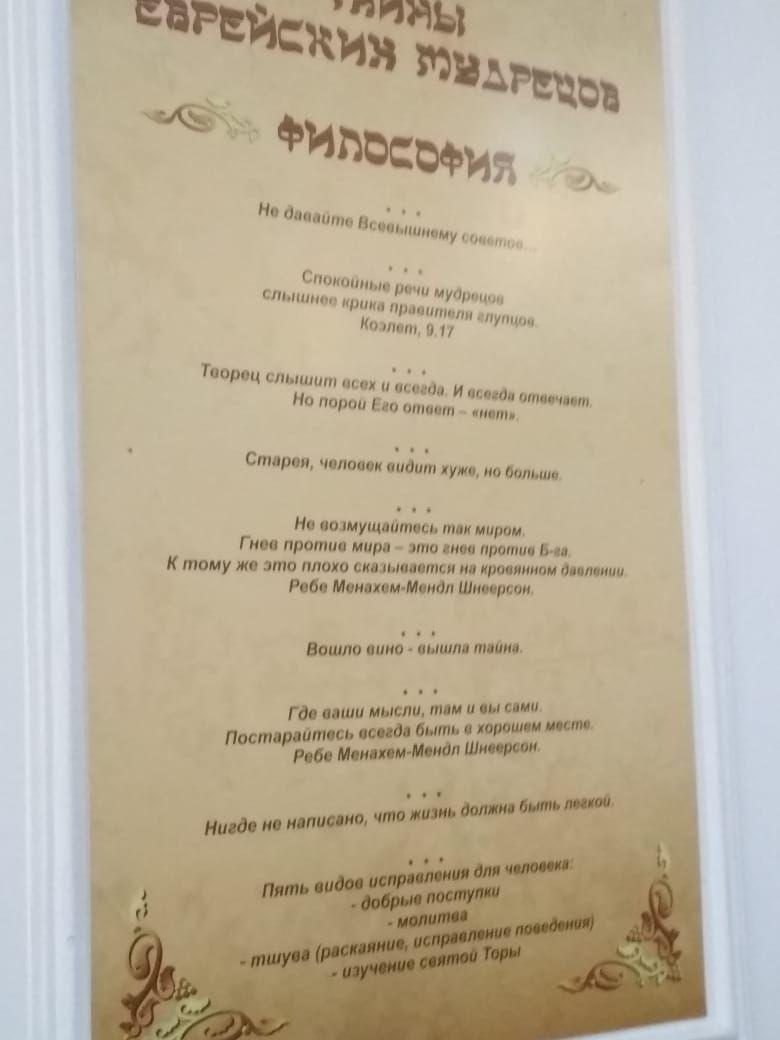 ТАЙНЫ
ЕВРЕЙСКИХ МУДРЕЦОВ
ФИЛОСОФИЯ
* * *
Не давайте Всевышнему советов...
* * *
Спокойные речи мудрецов
слышнее крика правителя глупцов.
Коэлет, 9.17
* * *
Творец слышит всех и всегда. И всегда отвечает.
Но порой Его ответ – «нет».
* * *
Старея, человек видит хуже, но больше.
* * *
Не возмущайтесь так миром.
Гнев против мира – это гнев против Б-га.
К тому же это плохо сказывается на кровянном давлении.
Ребе Менахем-Мендл Шнеерсон.
* * *
Вошло вино - вышла тайна.
* * *
Где ваши мысли, там и вы сами.
Постарайтесь всегда быть в хорошем месте.
Ребе Менахем-Мендл Шнеерсон.
* * *
Нигде не написано, что жизнь должна быть легкой.
* * *
Пять видов исправления для человека:
- добрые поступки
- молитва
- тшува (раскаяние, исправление поведения)
- изучение святой Торы